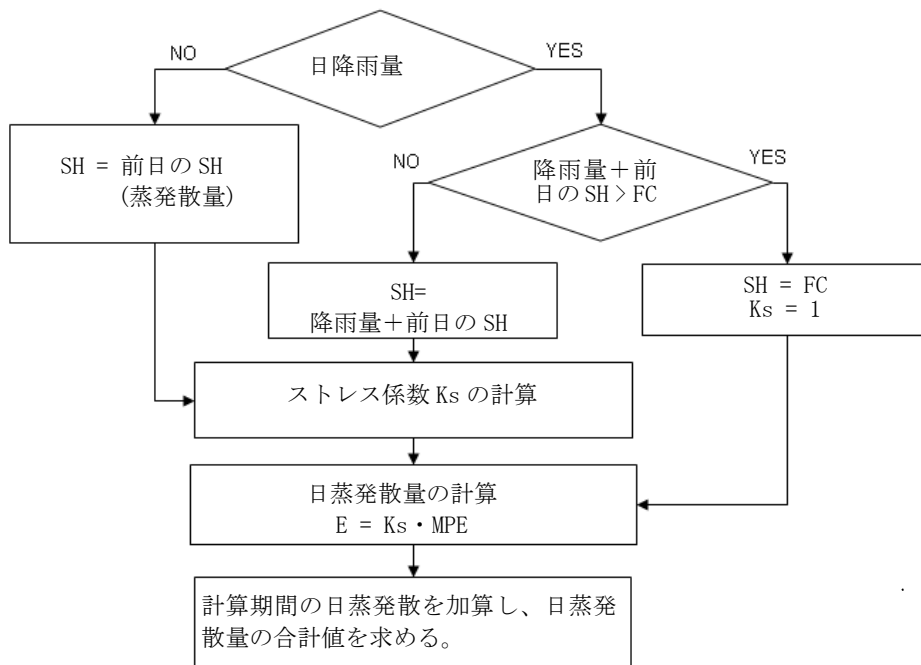 日降雨量
NO
YES
SH = 前日のSH
(蒸発散量)
NO
YES
降雨量＋前
日のSH > FC
SH=
降雨量＋前日のSH
SH = FC
Ks = 1
ストレス係数 Ks の計算
日蒸発散量の計算
E = Ks・MPE
計算期間の日蒸発散を加算し、日蒸発
散量の合計値を求める。